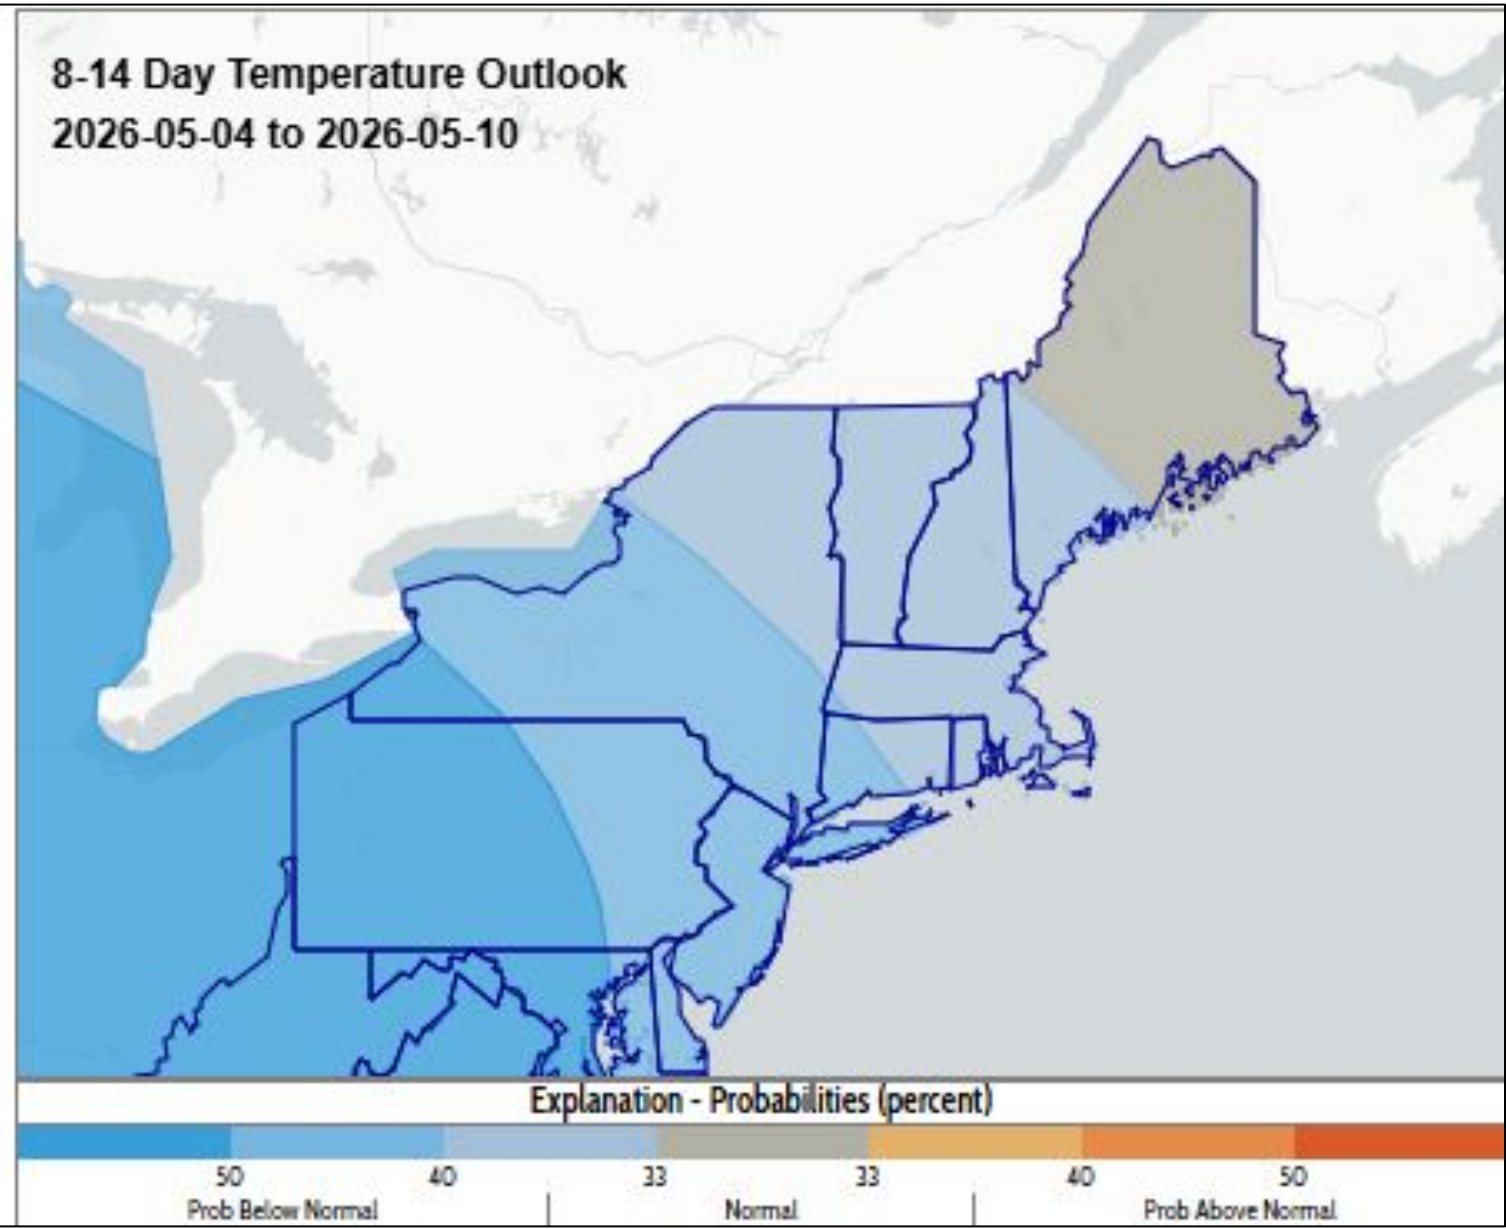 8-14 Day Temperature Outlook
2026-05-04 to 2026-05-10
Explanation - Probabilities (percent)
50 40 33 33 40 50
Prob Below Normal Normal Prob Above Normal